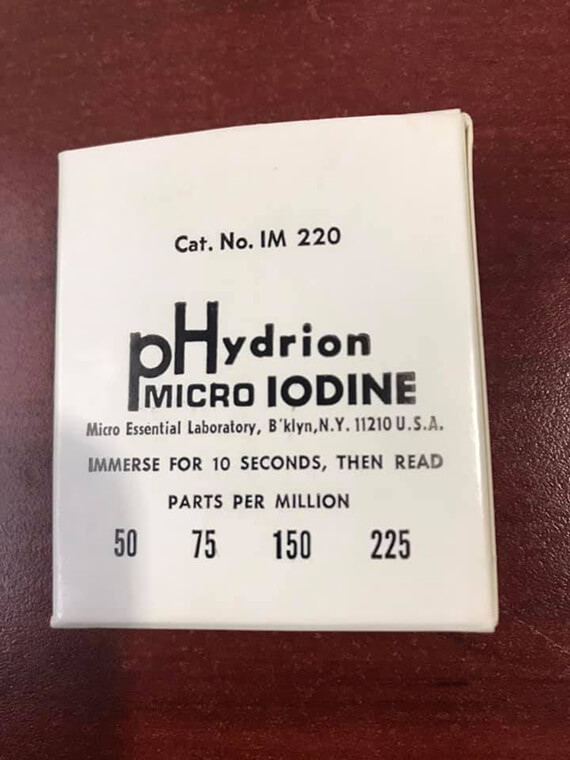 Cat. No. IM 220
pHydrion
MICRO IODINE
Micro Essential Laboratory, B'klyn,N.Y. 11210 U.S.A.
IMMERSE FOR 10 SECONDS, THEN READ
PARTS PER MILLION
50 75 150 225